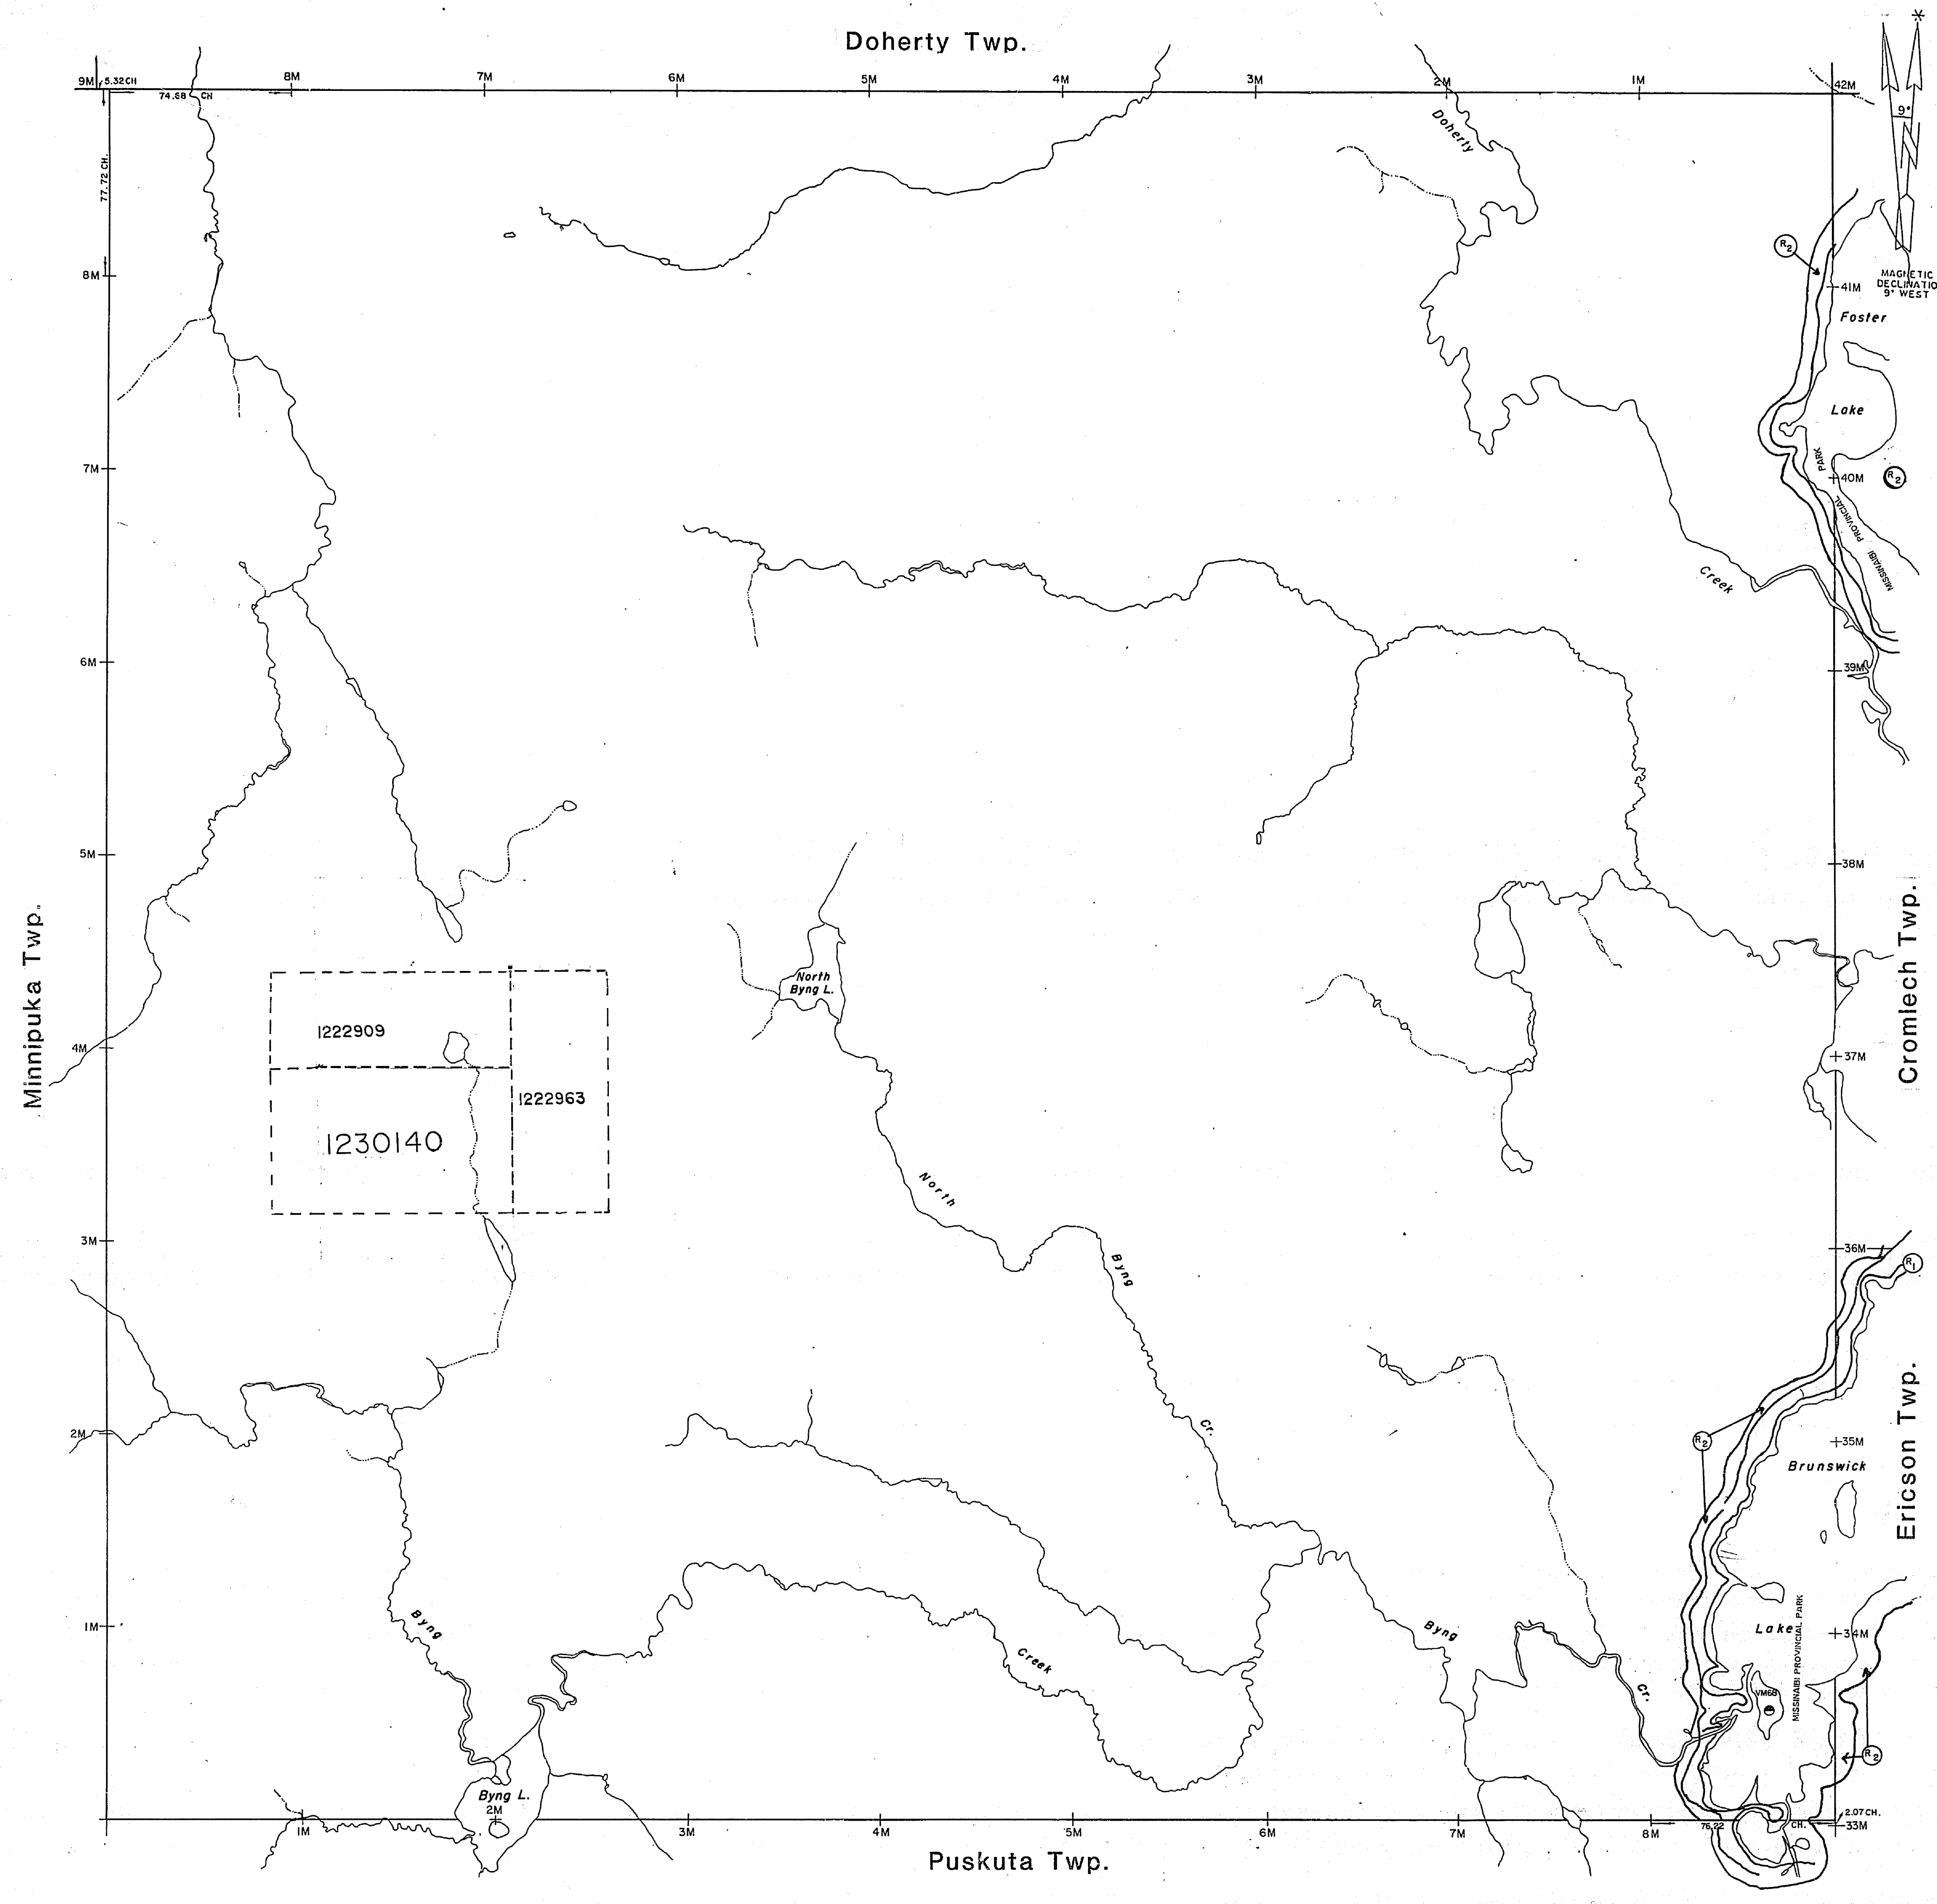 Doherty Twp.
9M
5.32CH
8M
7M
6M
5M
4M
3M
2M
1M
42M
74.68 CH
77.72 CH.
9°
N
MAGNETIC
DECLINATIO
9° WEST
Doherty
R2
8M
41M
Foster
Lake
7M
PARK
40M
R2
PROVINCIAL
MISSINAIBI
Creek
6M
39M
5M
38M
Minnipuka Twp.
Cromlech Twp.
North
Byng L.
1222909
4M
37M
1222963
1230140
North
3M
36M
Byng
R1
Cr.
2M
R2
35M
Brunswick
Ericson Twp.
Byng
1M
Byng
Lake
34M
Creek
MISSINAIBI PROVINCIAL PARK
Cr.
VM68
R2
Byng L.
2M
1M
3M
4M
5M
6M
7M
8M
76.22
CH.
2.07CH.
33M
Puskuta Twp.